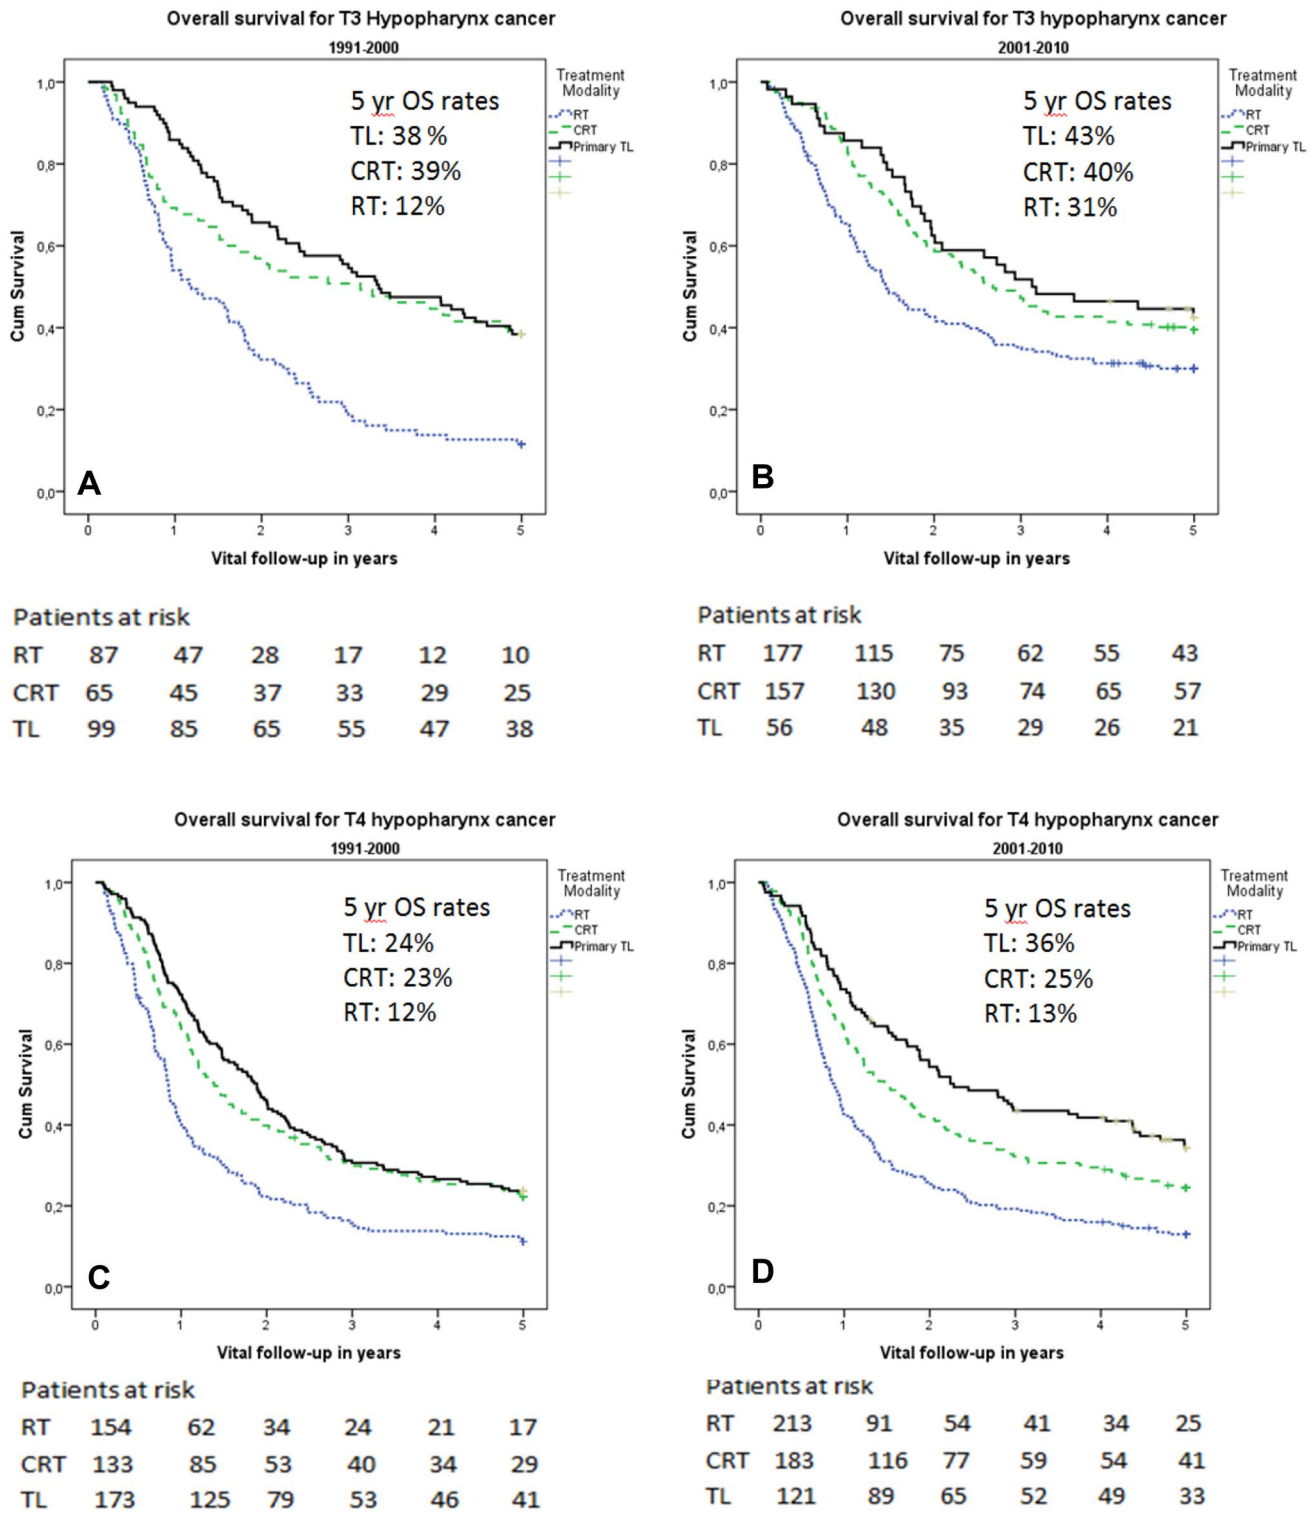 Overall survival for T3 Hypopharynx cancer
1991-2000
Treatment
Modality
RT
CRT
Primary TL
5 yr OS rates
TL: 38 %
CRT: 39%
RT: 12%
Cum Survival
1,0
0,8
0,6
0,4
0,2
0,0
A
0 1 2 3 4 5
Vital follow-up in years
Patients at risk
RT 87 47 28 17 12 10
CRT 65 45 37 33 29 25
TL 99 85 65 55 47 38
Overall survival for T3 hypopharynx cancer
2001-2010
Treatment
Modality
RT
CRT
Primary TL
5 yr OS rates
TL: 43%
CRT: 40%
RT: 31%
Cum Survival
1,0
0,8
0,6
0,4
0,2
0,0
B
0 1 2 3 4 5
Vital follow-up in years
Patients at risk
RT 177 115 75 62 55 43
CRT 157 130 93 74 65 57
TL 56 48 35 29 26 21
Overall survival for T4 hypopharynx cancer
1991-2000
Treatment
Modality
RT
CRT
Primary TL
5 yr OS rates
TL: 24%
CRT: 23%
RT: 12%
Cum Survival
1,0
0,8
0,6
0,4
0,2
0,0
C
0 1 2 3 4 5
Vital follow-up in years
Patients at risk
RT 154 62 34 24 21 17
CRT 133 85 53 40 34 29
TL 173 125 79 53 46 41
Overall survival for T4 hypopharynx cancer
2001-2010
Treatment
Modality
RT
CRT
Primary TL
5 yr OS rates
TL: 36%
CRT: 25%
RT: 13%
Cum Survival
1,0
0,8
0,6
0,4
0,2
0,0
D
0 1 2 3 4 5
Vital follow-up in years
Patients at risk
RT 213 91 54 41 34 25
CRT 183 116 77 59 54 41
TL 121 89 65 52 49 33